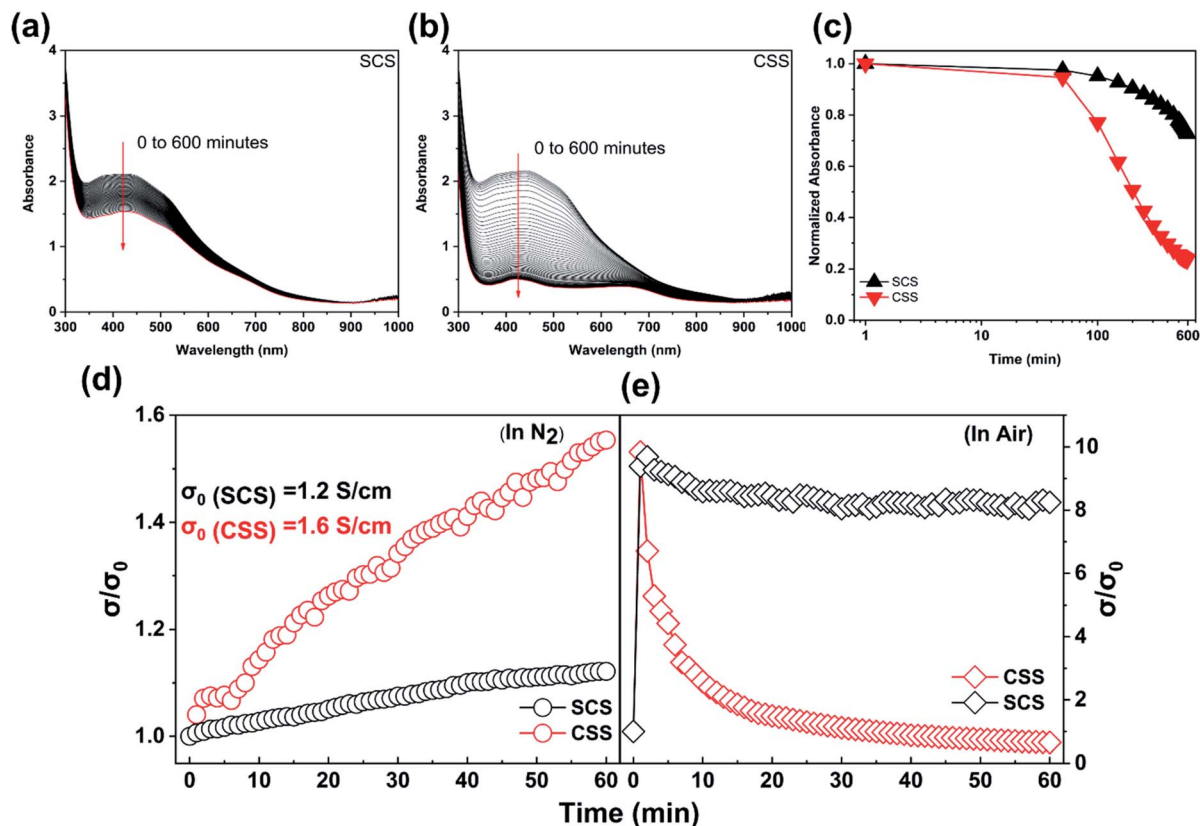 (a)
SCS
0 to 600 minutes
Absorbance
4
3
2
1
0
300 400 500 600 700 800 900 1000
Wavelength (nm)
(b)
CSS
0 to 600 minutes
Absorbance
4
3
2
1
0
300 400 500 600 700 800 900 1000
Wavelength (nm)
(c)
Normalized Absorbance
1.0
0.8
0.6
0.4
0.2
0.0
SCS
CSS
1 10 100 600
Time (min)
(d)
(In N2)
σ0 (SCS) =1.2 S/cm
σ0 (CSS) =1.6 S/cm
σ/σ0
1.6
1.4
1.2
1.0
SCS
CSS
0 10 20 30 40 50 60
(e)
(In Air)
CSS
SCS
10
8
6
4
2
0
σ/σ0
0 10 20 30 40 50 60
Time (min)